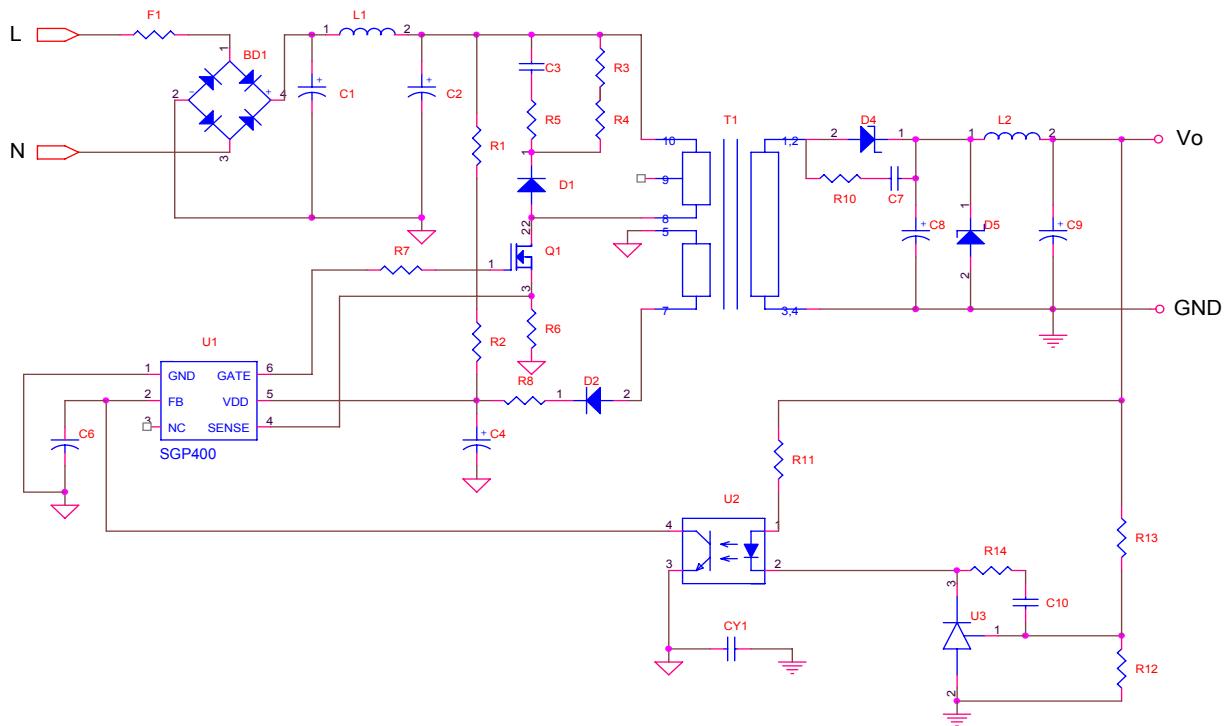 L
F1
L1
1
2
BD1
1
2
-
+
4
3
N
+
C1
+
C2
C3
R3
R5
R4
1
D1
R1
T1
10
9
8
5
7
1,2
3,4
2
D4
1
L2
1
2
Vo
R10
C7
+
C8
1
D5
2
+
C9
GND
22
Q1
R7
1
3
R6
R2
U1
1
GND
GATE
6
2
FB
VDD
5
3
NC
SENSE
4
SGP400
C6
R8
1
D2
2
+
C4
R11
U2
4
1
3
2
R13
R14
3
C10
U3
1
CY1
R12
2